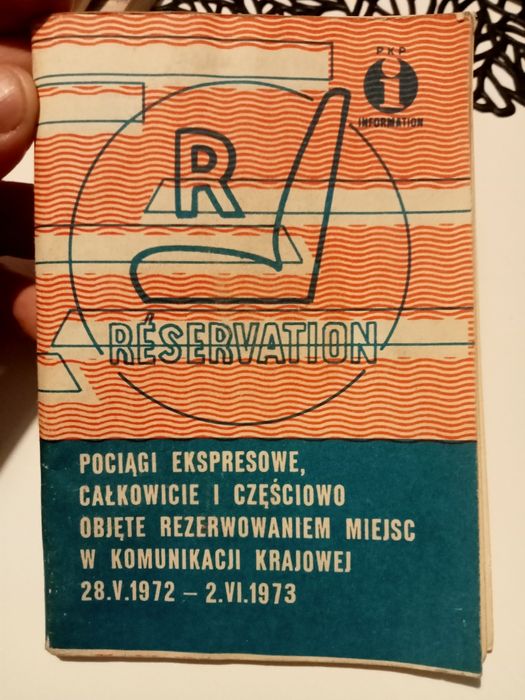 PKP
i
INFORMATION
R
RÉSERVATION
POCIĄGI EKSPRESOWE,
CAŁKOWICIE I CZĘŚCIOWO
OBJĘTE REZERWOWANIEM MIEJSC
W KOMUNIKACJI KRAJOWEJ
28.V.1972 – 2.VI.1973